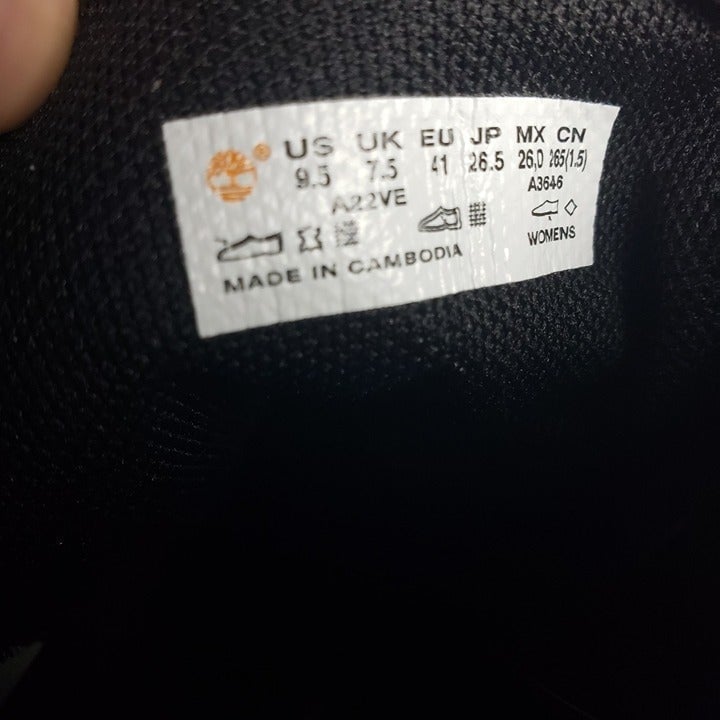 US UK EU JP MX CN
9.5 7.5 41 26.5 26,0 265(1.5)
A22VE A3646
WOMENS
MADE IN CAMBODIA